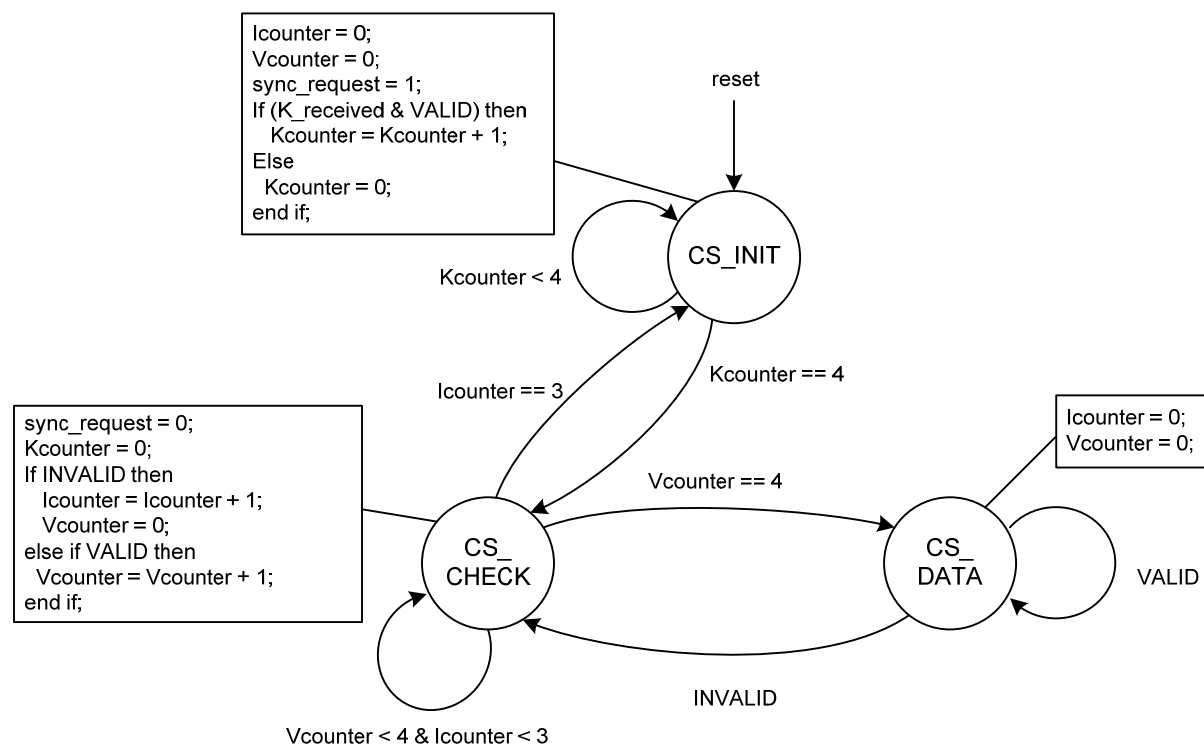 Icounter = 0;
Vcounter = 0;
sync_request = 1;
If (K_received & VALID) then
Kcounter = Kcounter + 1;
Else
Kcounter = 0;
end if;
reset
CS_INIT
Kcounter < 4
Icounter == 3
Kcounter == 4
sync_request = 0;
Kcounter = 0;
If INVALID then
Icounter = Icounter + 1;
Vcounter = 0;
else if VALID then
Vcounter = Vcounter + 1;
end if;
Icounter = 0;
Vcounter = 0;
Vcounter == 4
CS_
CHECK
CS_
DATA
VALID
INVALID
Vcounter < 4 & Icounter < 3